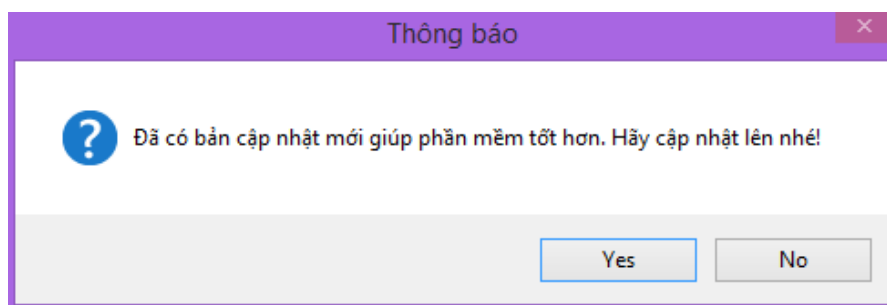 Thông báo
Đã có bản cập nhật mới giúp phần mềm tốt hơn. Hãy cập nhật lên nhé!
Yes
No